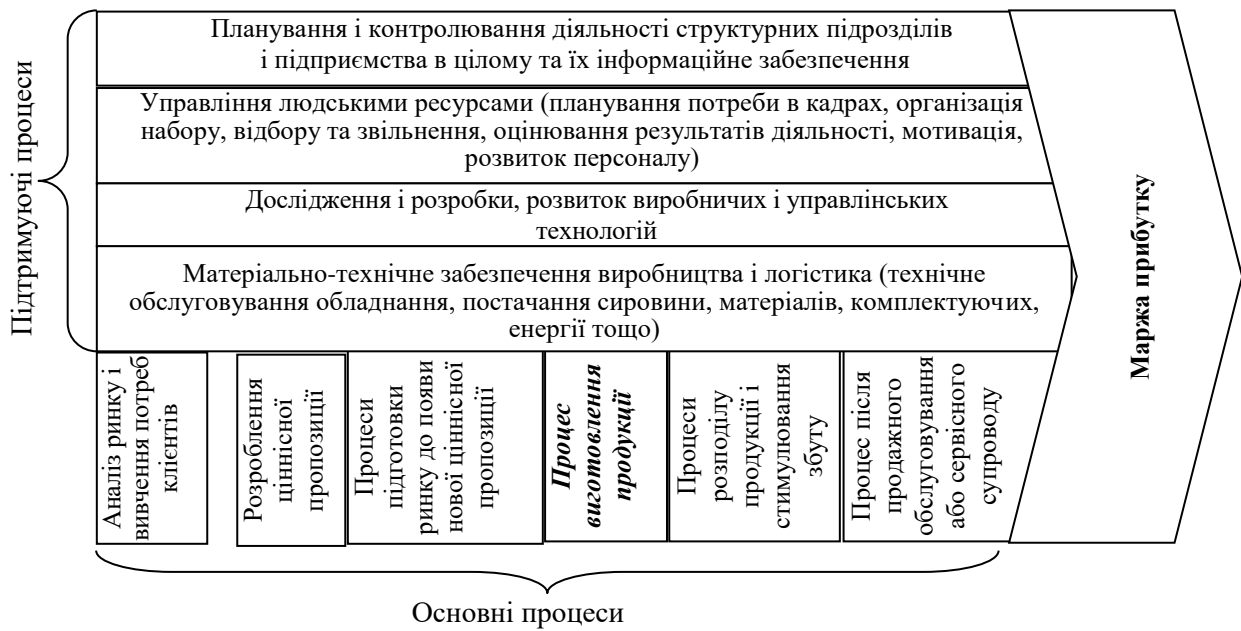 Підтримуючі процеси
Планування і контролювання діяльності структурних підрозділів
і підприємства в цілому та їх інформаційне забезпечення
Управління людськими ресурсами (планування потреби в кадрах, організація
набору, відбору та звільнення, оцінювання результатів діяльності, мотивація,
розвиток персоналу)
Дослідження і розробки, розвиток виробничих і управлінських
технологій
Матеріально-технічне забезпечення виробництва і логістика (технічне
обслуговування обладнання, постачання сировини, матеріалів, комплектуючих,
енергії тощо)
Аналіз ринку і
вивчення потреб
клієнтів
Розроблення
ціннісної
пропозиції
Процеси
підготовки
ринку до появи
нової ціннісної
пропозиції
Процес
виготовлення
продукції
Процеси
розподілу
продукції і
стимулювання
збуту
Процес після
продажного
обслуговування
або сервісного
супроводу
Маржа прибутку
Основні процеси